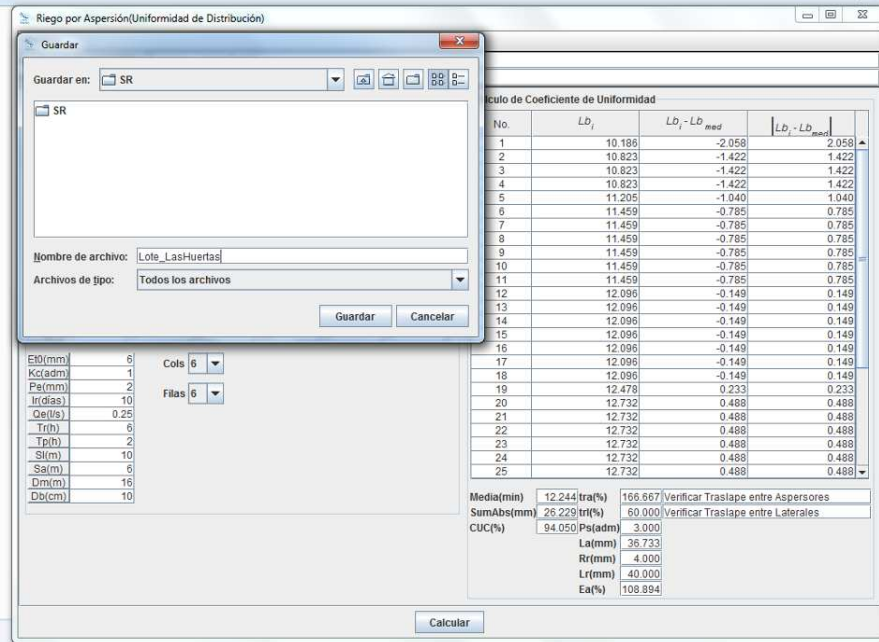 Riego por Aspersión(Uniformidad de Distribución)
Guardar
Guardar en: SR
SR
Nombre de archivo: Lote_LasHuertas
Archivos de tipo: Todos los archivos
Guardar Cancelar
Et0(mm) 6
Kc(adm) 1
Pe(mm) 2
Ir(días) 10
Qe(l/s) 0.25
Tr(h) 6
Tp(h) 2
Sl(m) 10
Sa(m) 6
Dm(m) 16
Db(cm) 10
Cols 6
Filas 6
lculo de Coeficiente de Uniformidad
No. Lb_i Lb_i - Lb_med |Lb_i - Lb_med|
1 10.186 -2.058 2.058
2 10.823 -1.422 1.422
3 10.823 -1.422 1.422
4 10.823 -1.422 1.422
5 11.205 -1.040 1.040
6 11.459 -0.785 0.785
7 11.459 -0.785 0.785
8 11.459 -0.785 0.785
9 11.459 -0.785 0.785
10 11.459 -0.785 0.785
11 11.459 -0.785 0.785
12 12.096 -0.149 0.149
13 12.096 -0.149 0.149
14 12.096 -0.149 0.149
15 12.096 -0.149 0.149
16 12.096 -0.149 0.149
17 12.096 -0.149 0.149
18 12.096 -0.149 0.149
19 12.478 0.233 0.233
20 12.732 0.488 0.488
21 12.732 0.488 0.488
22 12.732 0.488 0.488
23 12.732 0.488 0.488
24 12.732 0.488 0.488
25 12.732 0.488 0.488
Media(min) 12.244 tra(%) 166.667 Verificar Traslape entre Aspersores
SumAbs(mm) 26.229 trl(%) 60.000 Verificar Traslape entre Laterales
CUC(%) 94.050 Ps(adm) 3.000
La(mm) 36.733
Rr(mm) 4.000
Lr(mm) 40.000
Ea(%) 108.894
Calcular